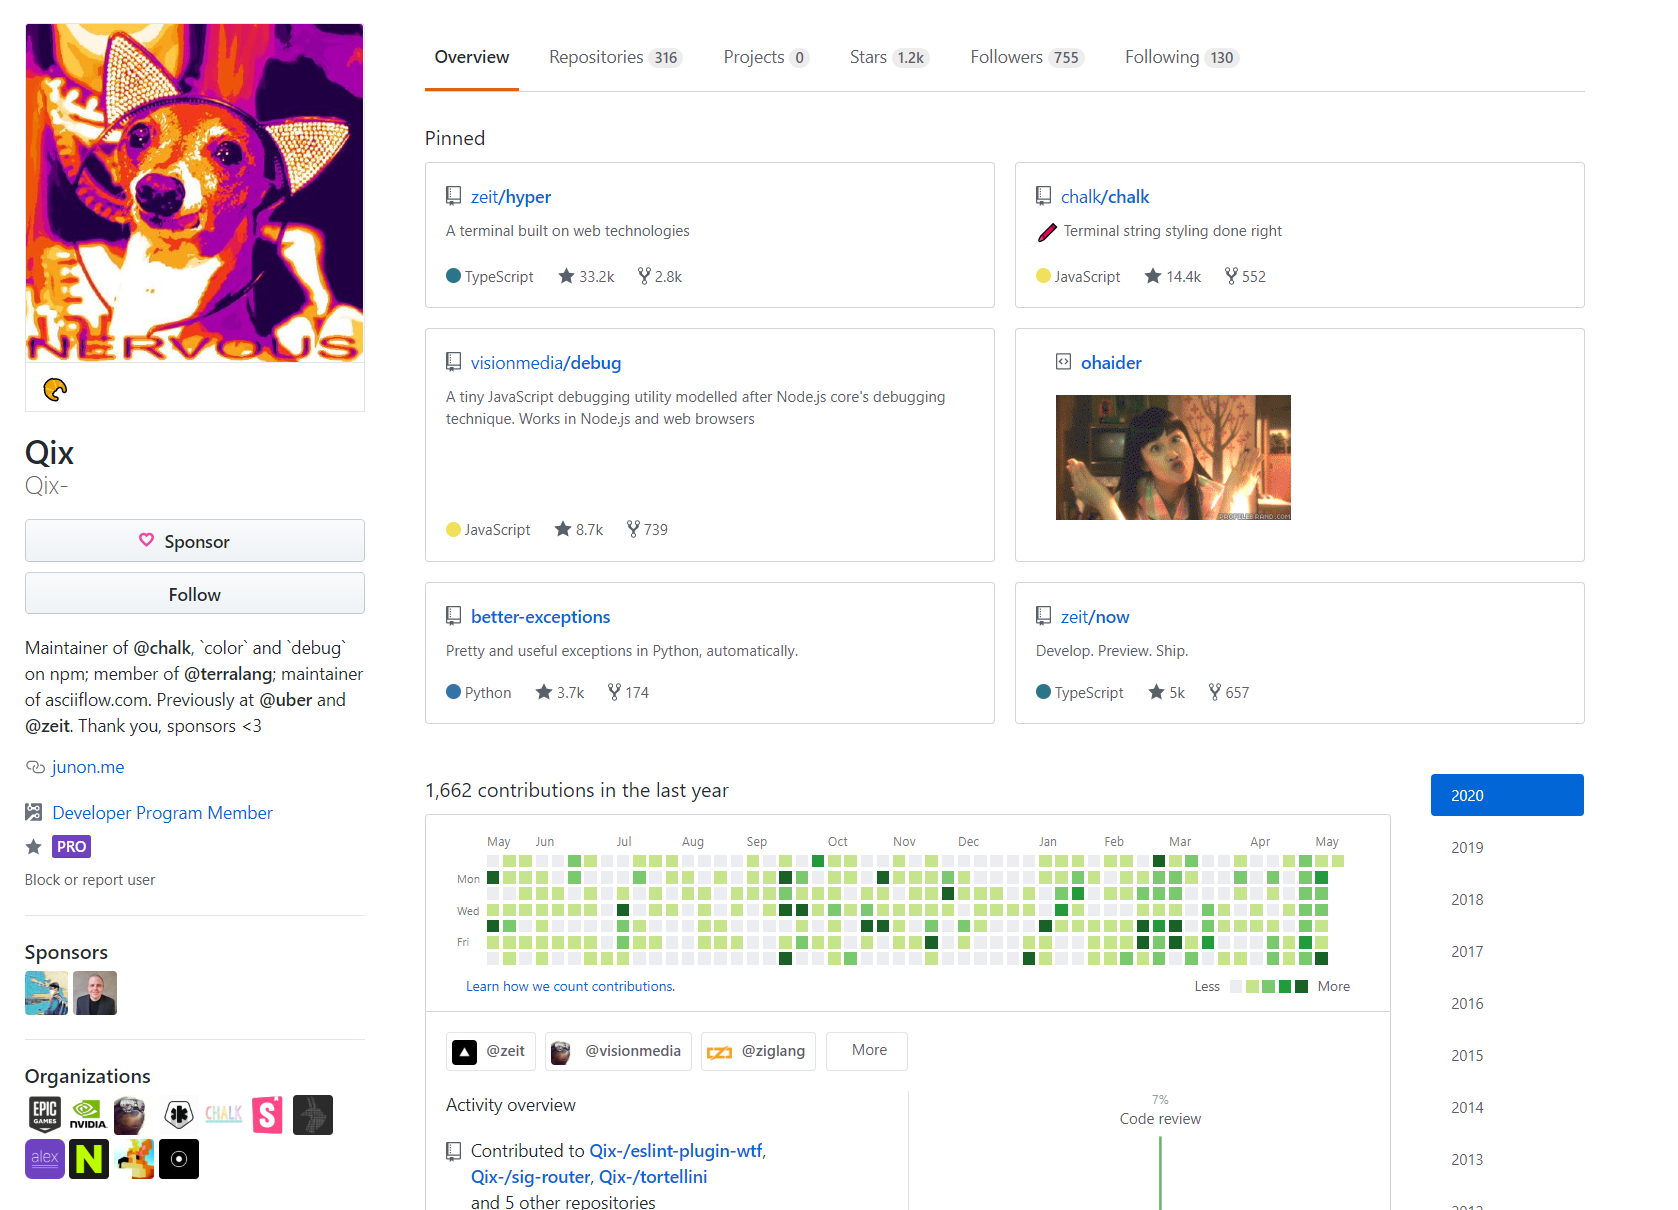 NERVOUS
Qix
Qix-
Sponsor
Follow
Maintainer of @chalk, `color` and `debug`
on npm; member of @terralang; maintainer
of asciiflow.com. Previously at @uber and
@zeit. Thank you, sponsors <3
junon.me
Developer Program Member
PRO
Block or report user
Sponsors
Organizations
EPIC GAMES
NVIDIA.
CHALK
S
alex
N
Overview Repositories 316 Projects 0 Stars 1.2k Followers 755 Following 130
Pinned
zeit/hyper
A terminal built on web technologies
TypeScript 33.2k 2.8k
chalk/chalk
Terminal string styling done right
JavaScript 14.4k 552
visionmedia/debug
A tiny JavaScript debugging utility modelled after Node.js core's debugging
technique. Works in Node.js and web browsers
JavaScript 8.7k 739
ohaider
better-exceptions
Pretty and useful exceptions in Python, automatically.
Python 3.7k 174
zeit/now
Develop. Preview. Ship.
TypeScript 5k 657
1,662 contributions in the last year
May Jun Jul Aug Sep Oct Nov Dec Jan Feb Mar Apr May
Mon
Wed
Fri
Learn how we count contributions. Less More
@zeit @visionmedia @ziglang More
Activity overview
Contributed to Qix-/eslint-plugin-wtf,
Qix-/sig-router, Qix-/tortellini
and 5 other repositories
7%
Code review
2020
2019
2018
2017
2016
2015
2014
2013